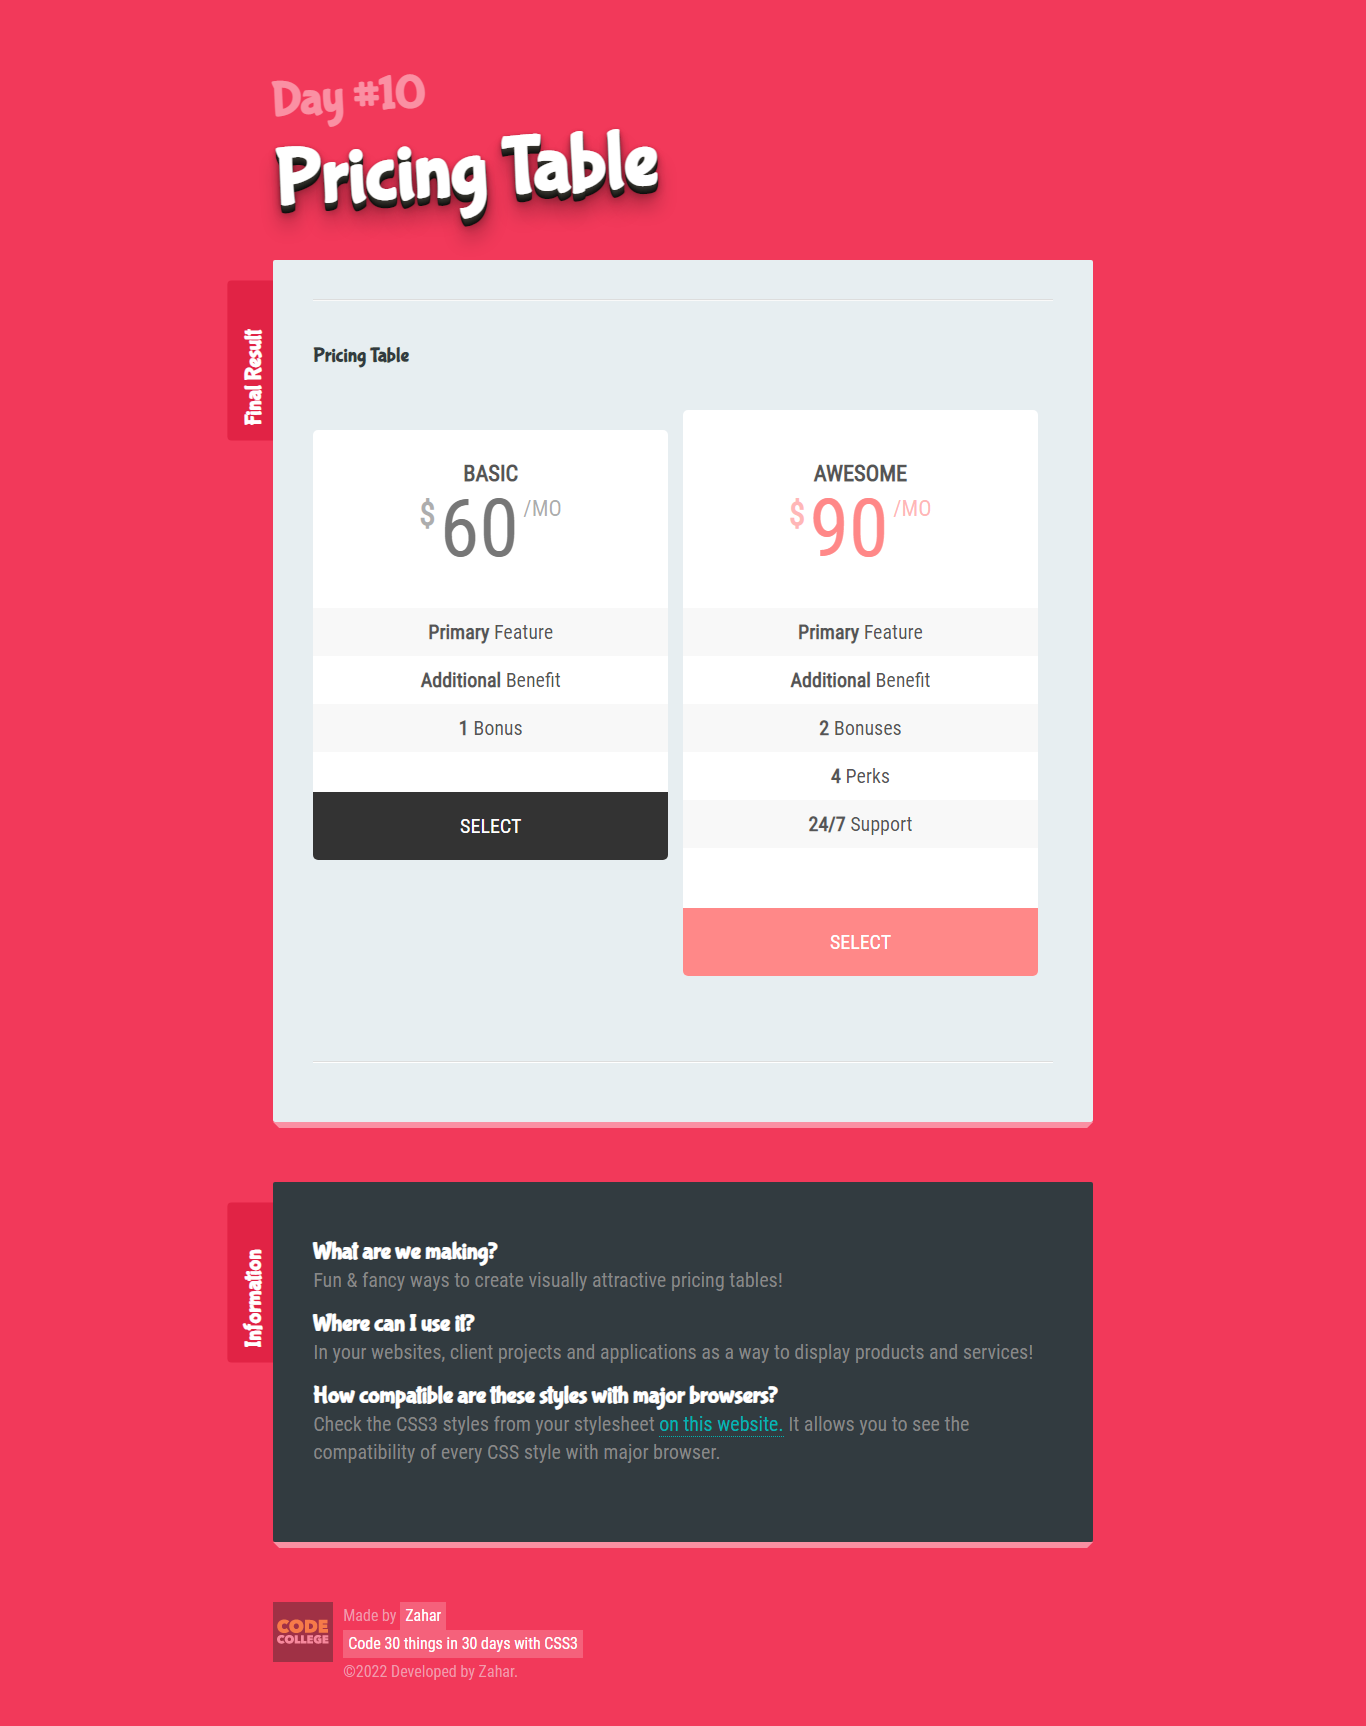 Day #10
Pricing Table
Final Result
Pricing Table
BASIC
$60/MO
Primary Feature
Additional Benefit
1 Bonus
SELECT
AWESOME
$90/MO
Primary Feature
Additional Benefit
2 Bonuses
4 Perks
24/7 Support
SELECT
Information
What are we making?
Fun & fancy ways to create visually attractive pricing tables!
Where can I use it?
In your websites, client projects and applications as a way to display products and services!
How compatible are these styles with major browsers?
Check the CSS3 styles from your stylesheet on this website. It allows you to see the
compatibility of every CSS style with major browser.
CODE
COLLEGE
Made by Zahar
Code 30 things in 30 days with CSS3
©2022 Developed by Zahar.